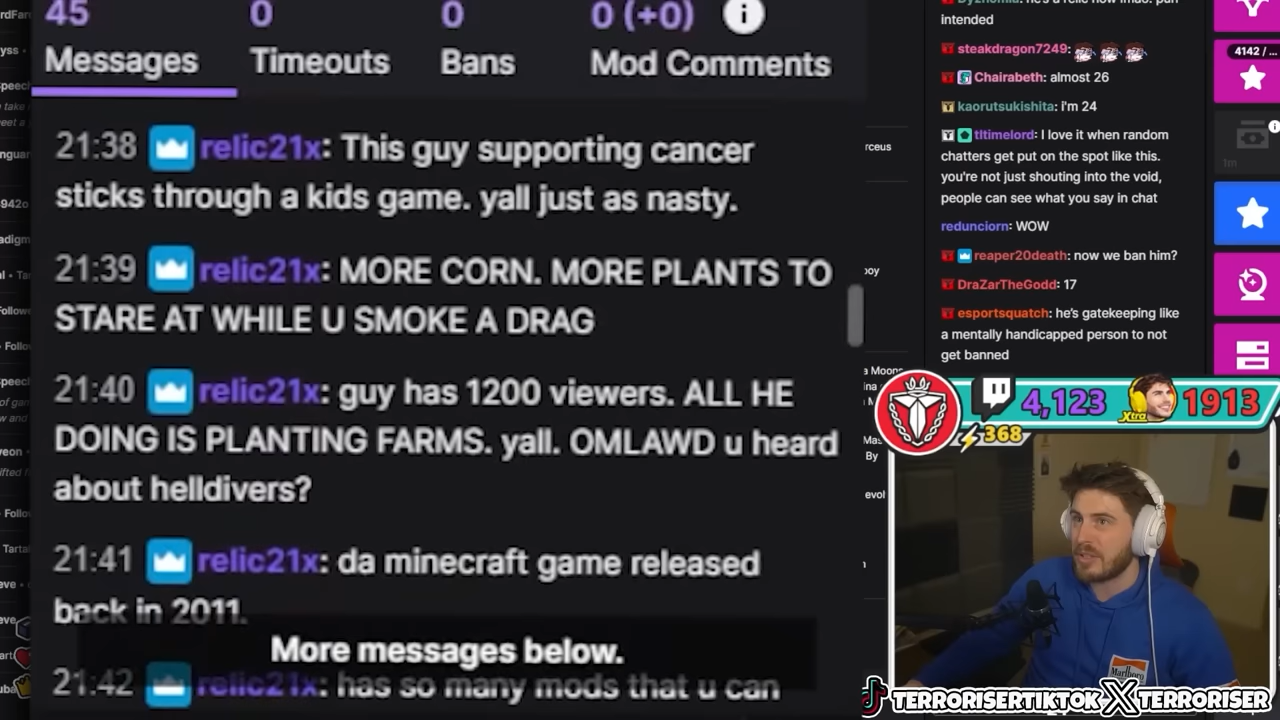 45
0
0
0 (+0)
Messages
Timeouts
Bans
Mod Comments
21:38 relic21x: This guy supporting cancer
sticks through a kids game. yall just as nasty.
21:39 relic21x: MORE CORN. MORE PLANTS TO
STARE AT WHILE U SMOKE A DRAG
21:40 relic21x: guy has 1200 viewers. ALL HE
DOING IS PLANTING FARMS. yall. OMLAWD u heard
about helldivers?
21:41 relic21x: da minecraft game released
back in 2011.
More messages below.
21:42 relic21x: has so many mods that u can
intended
steakdragon7249:
Chairabeth: almost 26
kaorutsukishita: i'm 24
tltimelord: I love it when random
chatters get put on the spot like this.
you're not just shouting into the void,
people can see what you say in chat
redunciorn: WOW
reaper20death: now we ban him?
DraZarTheGodd: 17
esportsquatch: he's gatekeeping like
a mentally handicapped person to not
get banned
4142 / ...
1m
4,123
Xtra
1913
368
Marlboro
TERRORISERTIKTOK
X TERRORISER